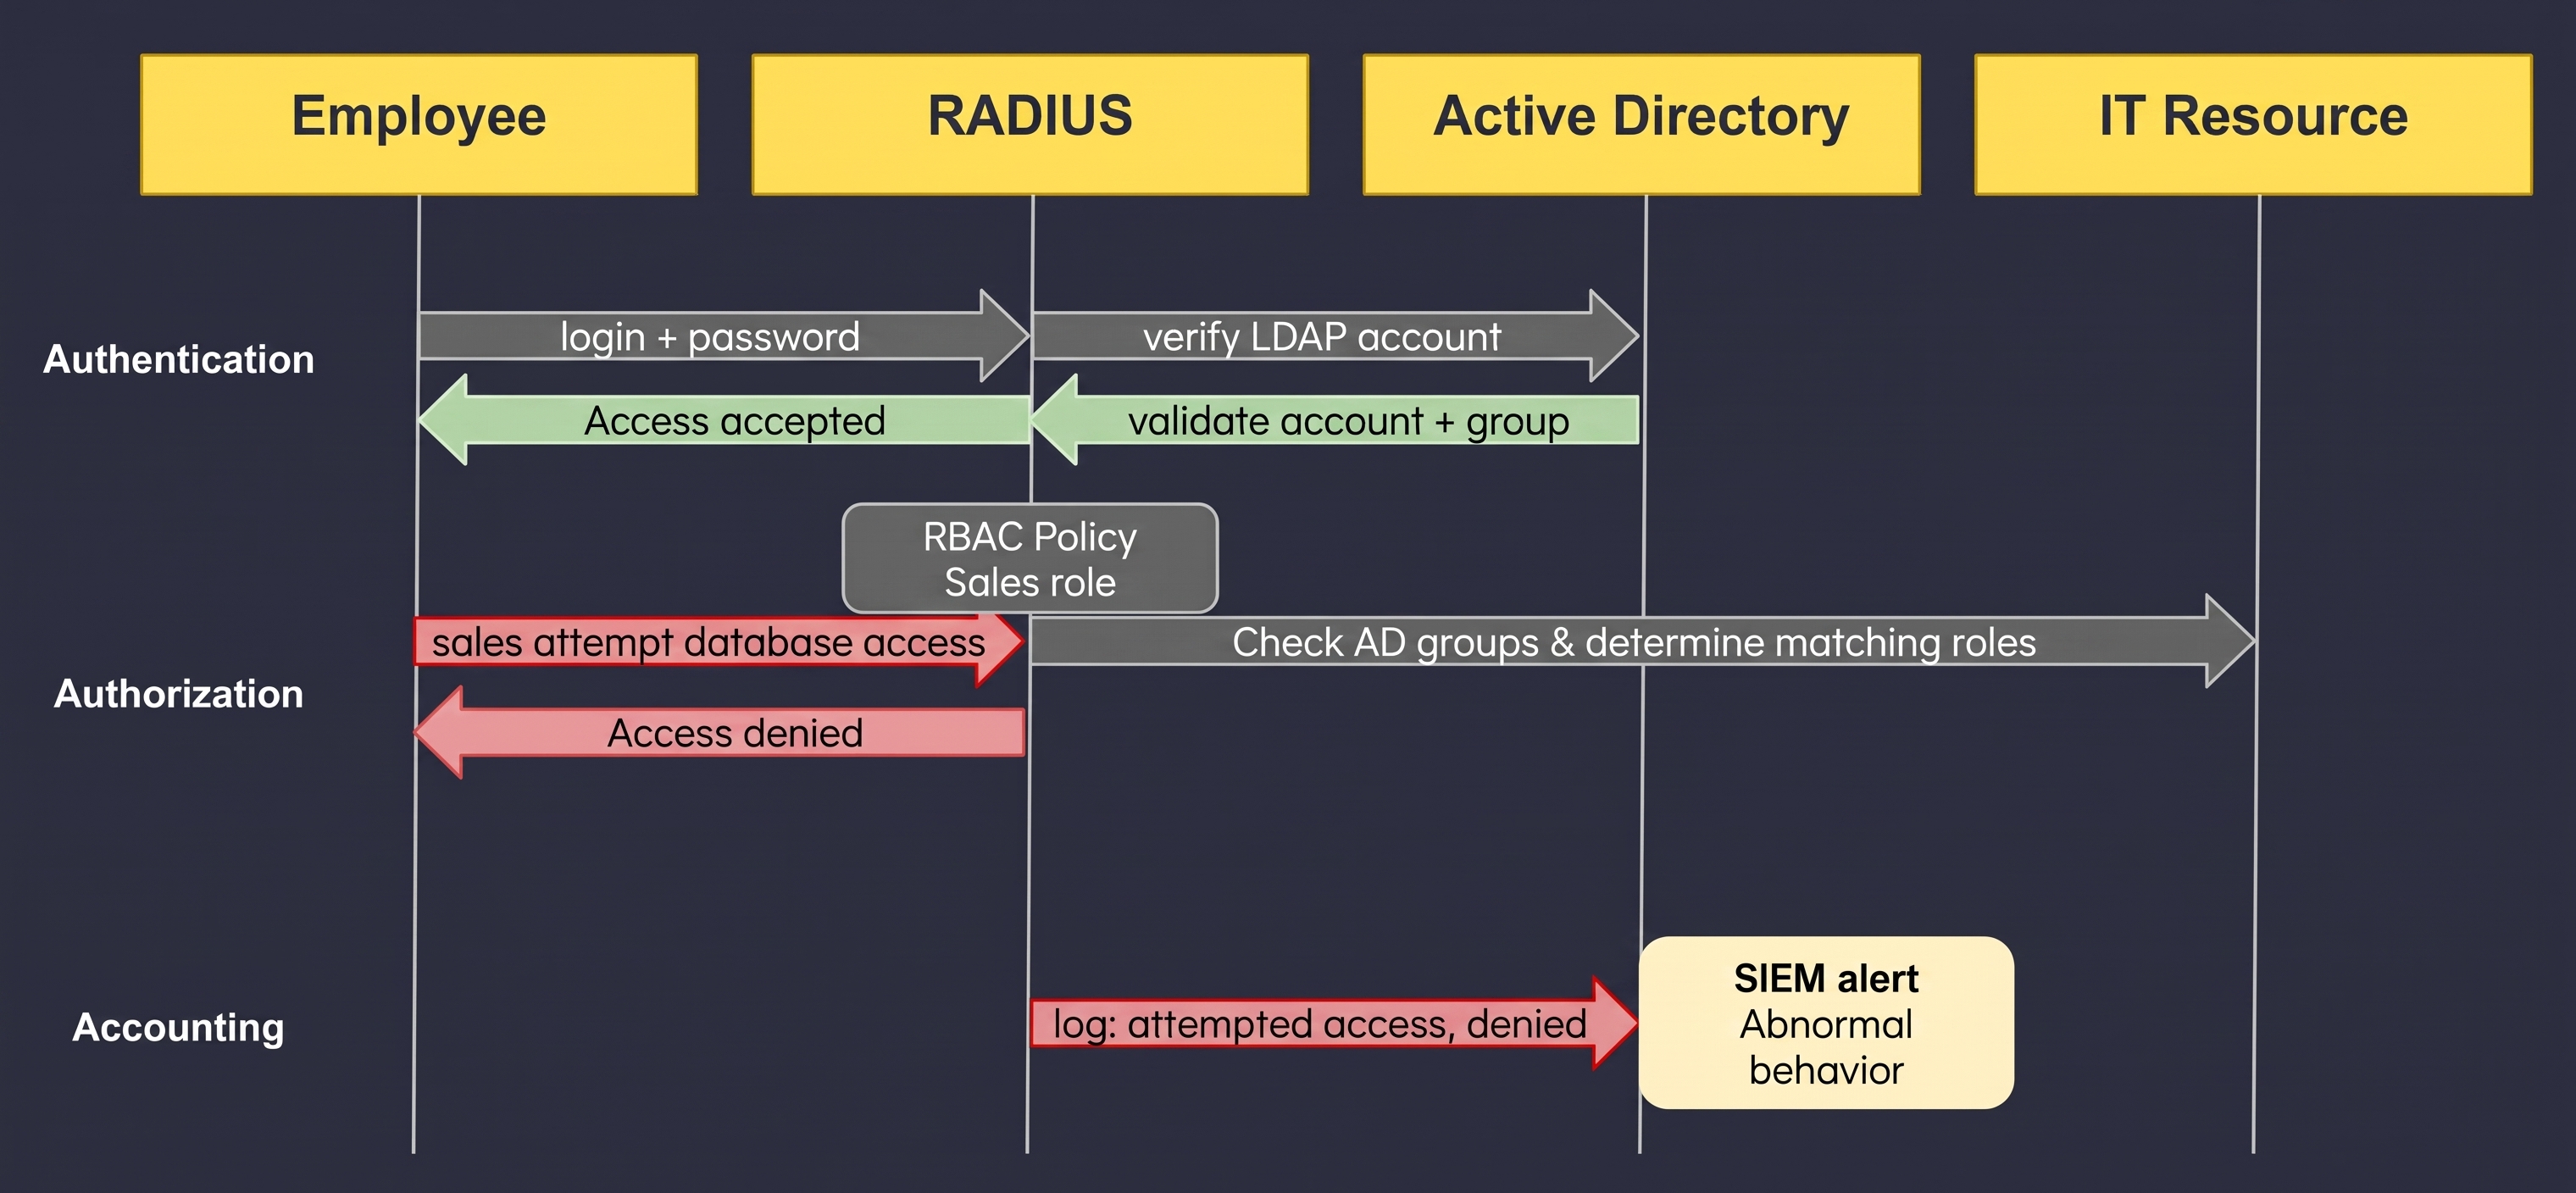 Employee
RADIUS
Active Directory
IT Resource
Authentication
login + password
verify LDAP account
Access accepted
validate account + group
RBAC Policy
Sales role
Authorization
sales attempt database access
Check AD groups & determine matching roles
Access denied
Accounting
log: attempted access, denied
SIEM alert
Abnormal
behavior